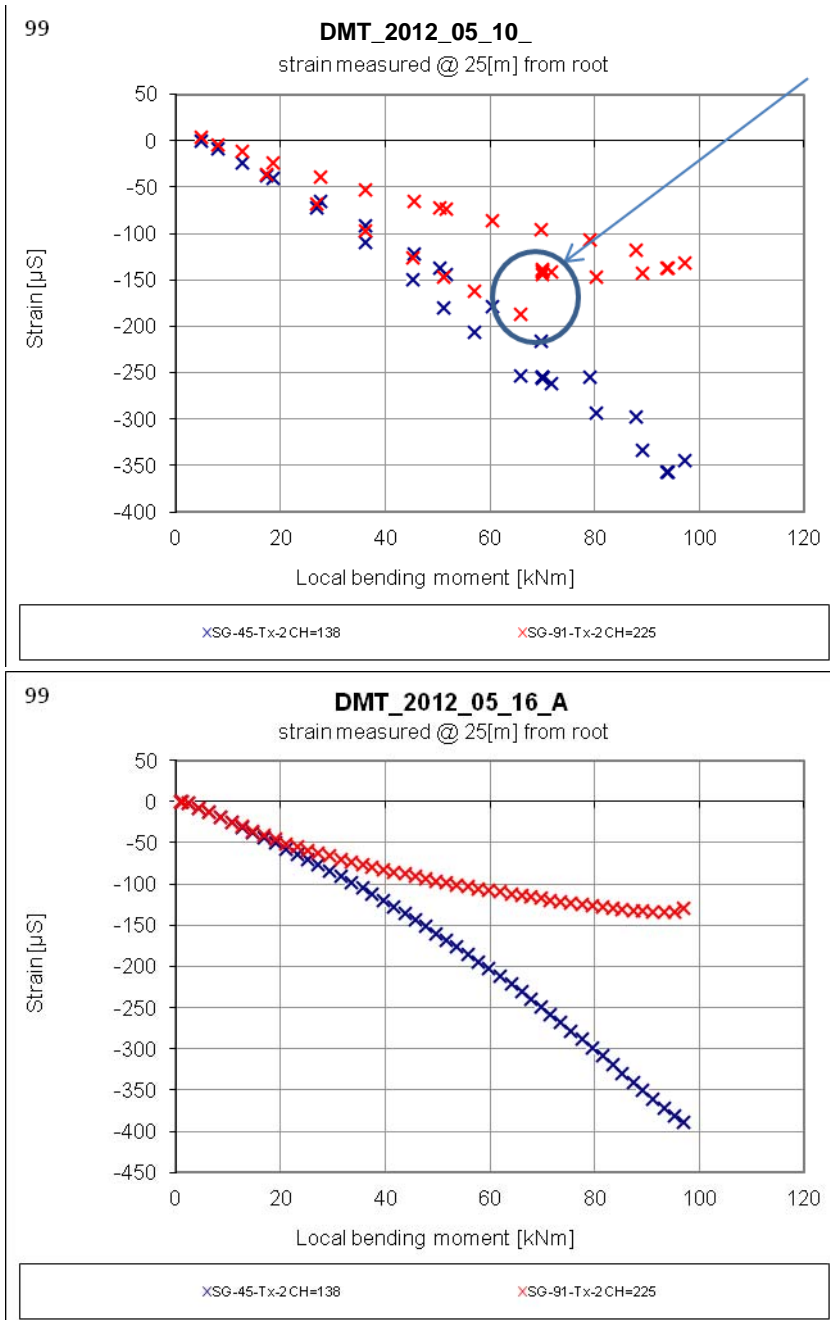 99
DMT_2012_05_10_
strain measured @ 25[m] from root
50
0
-50
-100
-150
-200
-250
-300
-350
-400
Strain [µS]
0 20 40 60 80 100 120
Local bending moment [kNm]
×SG-45-Tx-2 CH=138 ×SG-91-Tx-2 CH=225
99
DMT_2012_05_16_A
strain measured @ 25[m] from root
50
0
-50
-100
-150
-200
-250
-300
-350
-400
-450
Strain [µS]
0 20 40 60 80 100 120
Local bending moment [kNm]
×SG-45-Tx-2 CH=138 ×SG-91-Tx-2 CH=225